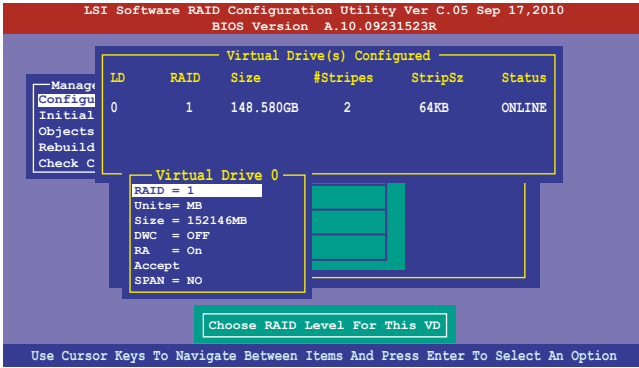 LSI Software RAID Configuration Utility Ver C.05 Sep 17,2010
BIOS Version A.10.09231523R
Virtual Drive(s) Configured
LD RAID Size #Stripes StripSz Status
0 1 148.580GB 2 64KB ONLINE
Manage
Configu
Initial
Objects
Rebuild
Check C
Virtual Drive 0
RAID = 1
Units= MB
Size = 152146MB
DWC = OFF
RA = On
Accept
SPAN = NO
Choose RAID Level For This VD
Use Cursor Keys To Navigate Between Items And Press Enter To Select An Option